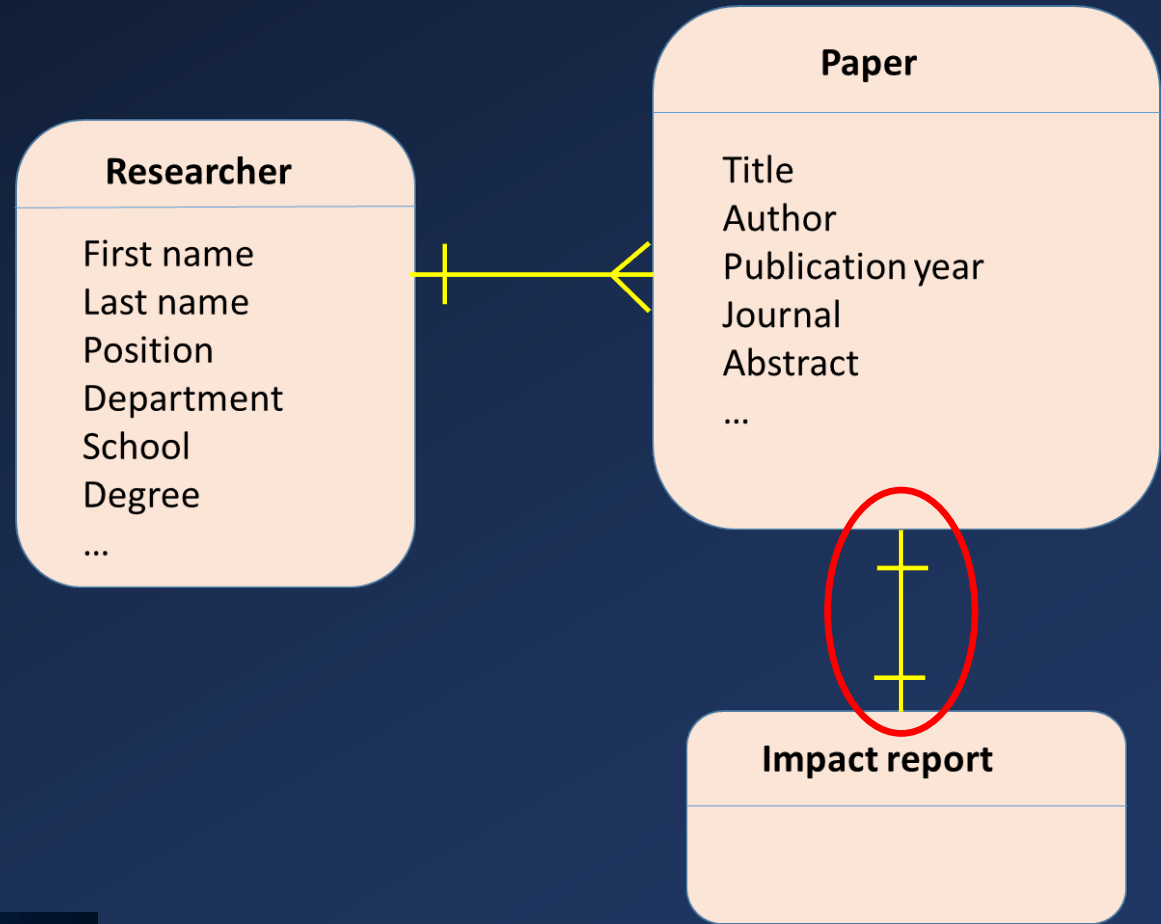 Researcher
First name
Last name
Position
Department
School
Degree
...
Paper
Title
Author
Publication year
Journal
Abstract
...
Impact report